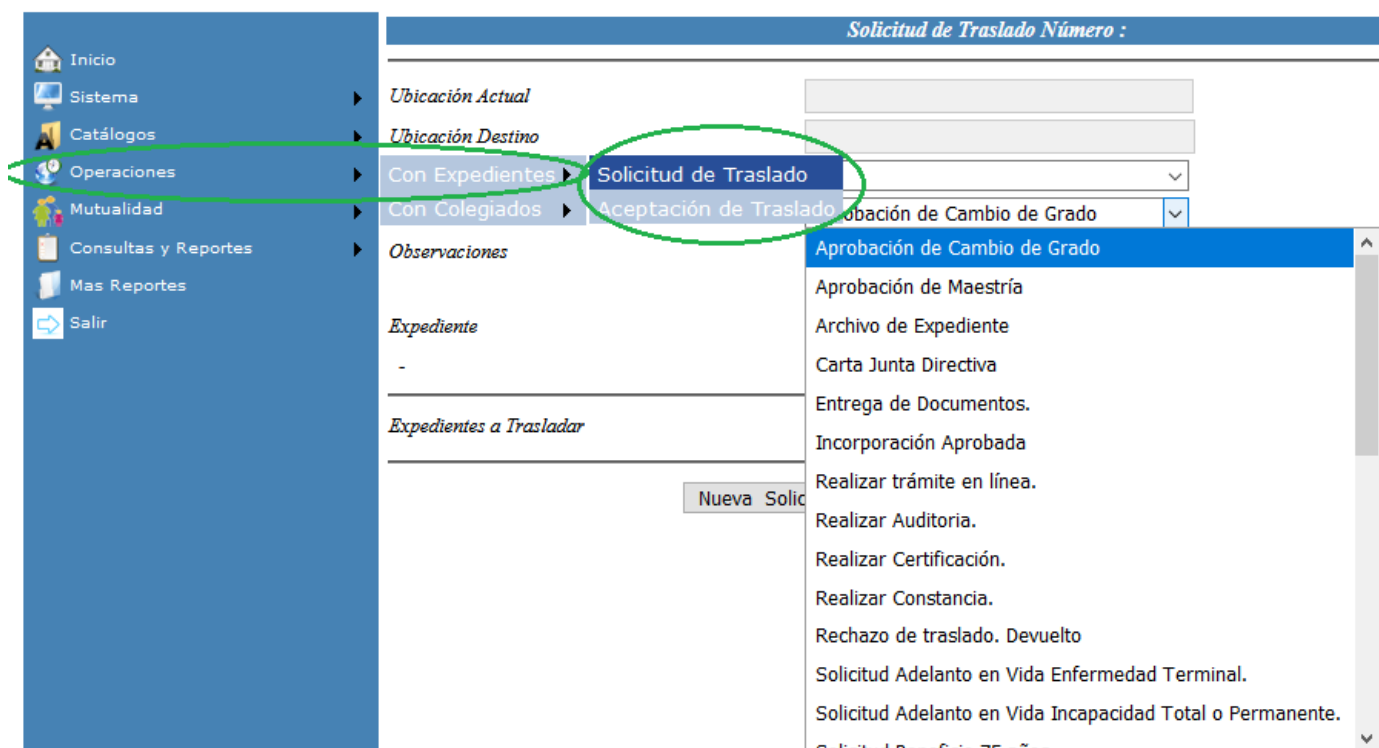 Solicitud de Traslado Número :
Inicio
Sistema
Catálogos
Operaciones
Mutualidad
Consultas y Reportes
Mas Reportes
Salir
Ubicación Actual
Ubicación Destino
Con Expedientes
Con Colegiados
Solicitud de Traslado
Aceptación de Traslado
obación de Cambio de Grado
Observaciones
Expediente
-
Expedientes a Trasladar
Nueva Solic
Aprobación de Cambio de Grado
Aprobación de Maestría
Archivo de Expediente
Carta Junta Directiva
Entrega de Documentos.
Incorporación Aprobada
Realizar trámite en línea.
Realizar Auditoria.
Realizar Certificación.
Realizar Constancia.
Rechazo de traslado. Devuelto
Solicitud Adelanto en Vida Enfermedad Terminal.
Solicitud Adelanto en Vida Incapacidad Total o Permanente.